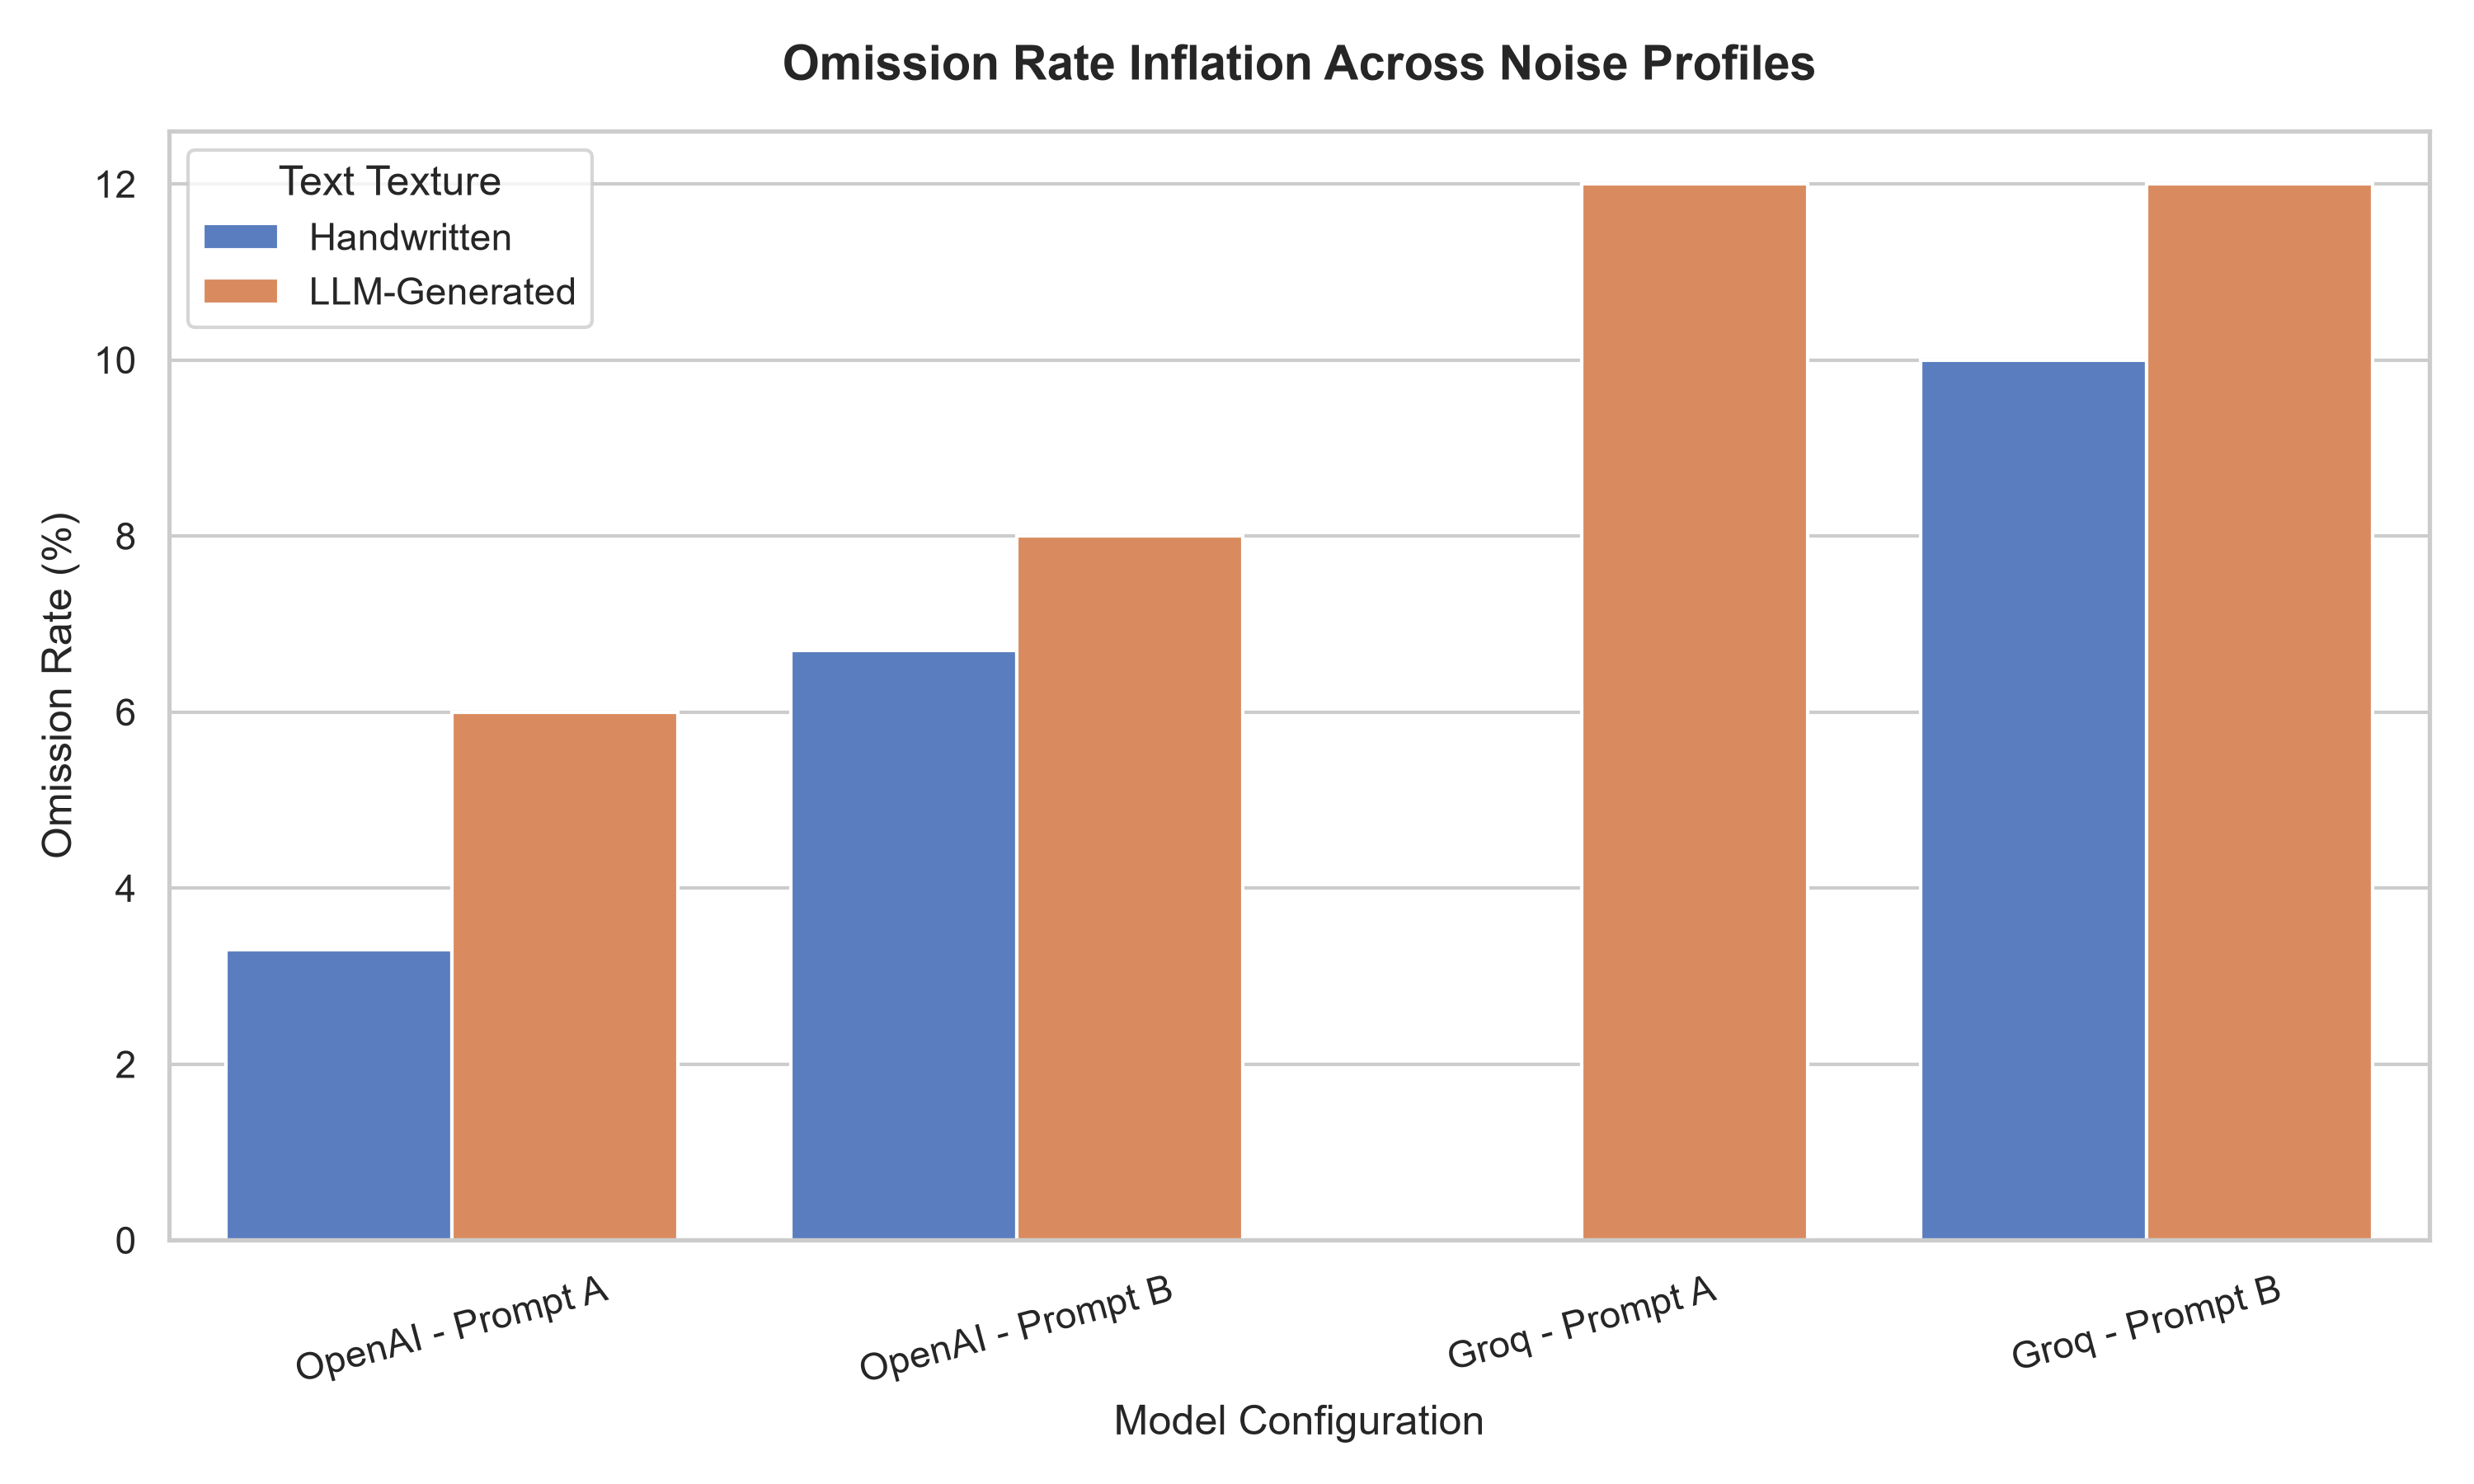 Omission Rate Inflation Across Noise Profiles
Text Texture
Handwritten
LLM-Generated
Omission Rate (%)
12
10
8
6
4
2
0
OpenAI - Prompt A
OpenAI - Prompt B
Groq - Prompt A
Groq - Prompt B
Model Configuration